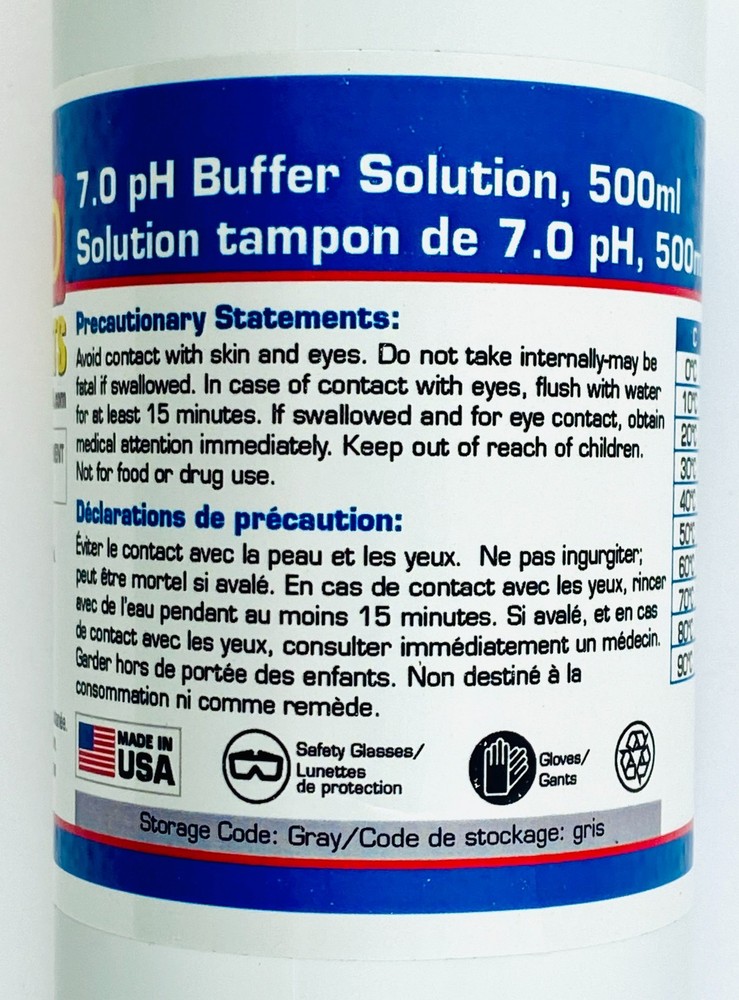 7.0 pH Buffer Solution, 500ml
Solution tampon de 7.0 pH, 500m
Precautionary Statements:
Avoid contact with skin and eyes. Do not take internally-may be
fatal if swallowed. In case of contact with eyes, flush with water
for at least 15 minutes. If swallowed and for eye contact, obtain
medical attention immediately. Keep out of reach of children.
Not for food or drug use.
Déclarations de précaution:
Éviter le contact avec la peau et les yeux. Ne pas ingurgiter;
peut être mortel si avalé. En cas de contact avec les yeux, rincer
avec de l'eau pendant au moins 15 minutes. Si avalé, et en cas
de contact avec les yeux, consulter immédiatement un médecin.
Garder hors de portée des enfants. Non destiné à la
consommation ni comme remède.
MADE IN
USA
Safety Glasses/
Lunettes
de protection
Gloves/
Gants
Storage Code: Gray/Code de stockage: gris
C
0°C
10°C
20°C
30°C
40°C
50°C
60°C
70°C
80°C
90°C